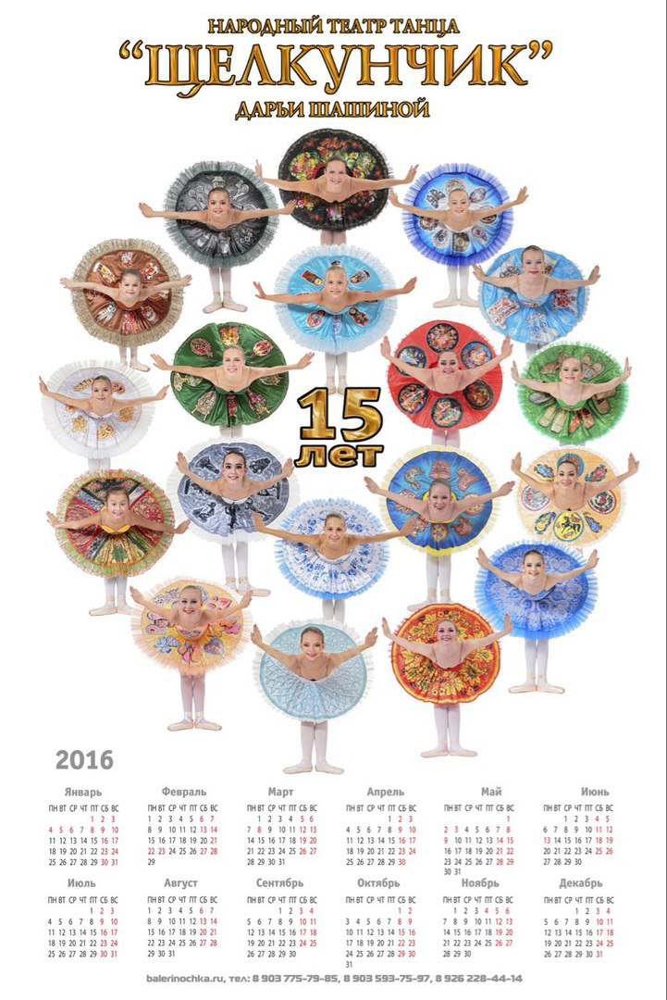 НАРОДНЫЙ ТЕАТР ТАНЦА
“ЩЕЛКУНЧИК”
ДАРЬИ ШАШИНОЙ
15
лет
2016
Январь
ПН ВТ СР ЧТ ПТ СБ ВС
1 2 3
4 5 6 7 8 9 10
11 12 13 14 15 16 17
18 19 20 21 22 23 24
25 26 27 28 29 30 31
Февраль
ПН ВТ СР ЧТ ПТ СБ ВС
1 2 3 4 5 6 7
8 9 10 11 12 13 14
15 16 17 18 19 20 21
22 23 24 25 26 27 28
29
Март
ПН ВТ СР ЧТ ПТ СБ ВС
1 2 3 4 5 6
7 8 9 10 11 12 13
14 15 16 17 18 19 20
21 22 23 24 25 26 27
28 29 30 31
Апрель
ПН ВТ СР ЧТ ПТ СБ ВС
1 2 3
4 5 6 7 8 9 10
11 12 13 14 15 16 17
18 19 20 21 22 23 24
25 26 27 28 29 30
Май
ПН ВТ СР ЧТ ПТ СБ ВС
1
2 3 4 5 6 7 8
9 10 11 12 13 14 15
16 17 18 19 20 21 22
23 24 25 26 27 28 29
30 31
Июнь
ПН ВТ СР ЧТ ПТ СБ ВС
1 2 3 4 5
6 7 8 9 10 11 12
13 14 15 16 17 18 19
20 21 22 23 24 25 26
27 28 29 30
Июль
ПН ВТ СР ЧТ ПТ СБ ВС
1 2 3
4 5 6 7 8 9 10
11 12 13 14 15 16 17
18 19 20 21 22 23 24
25 26 27 28 29 30 31
Август
ПН ВТ СР ЧТ ПТ СБ ВС
1 2 3 4 5 6 7
8 9 10 11 12 13 14
15 16 17 18 19 20 21
22 23 24 25 26 27 28
29 30 31
Сентябрь
ПН ВТ СР ЧТ ПТ СБ ВС
1 2 3 4
5 6 7 8 9 10 11
12 13 14 15 16 17 18
19 20 21 22 23 24 25
26 27 28 29 30
Октябрь
ПН ВТ СР ЧТ ПТ СБ ВС
1 2
3 4 5 6 7 8 9
10 11 12 13 14 15 16
17 18 19 20 21 22 23
24 25 26 27 28 29 30
31
Ноябрь
ПН ВТ СР ЧТ ПТ СБ ВС
1 2 3 4 5 6
7 8 9 10 11 12 13
14 15 16 17 18 19 20
21 22 23 24 25 26 27
28 29 30
Декабрь
ПН ВТ СР ЧТ ПТ СБ ВС
1 2 3 4
5 6 7 8 9 10 11
12 13 14 15 16 17 18
19 20 21 22 23 24 25
26 27 28 29 30 31
balerinochka.ru, тел: 8 903 775-79-85, 8 903 593-75-97, 8 926 228-44-14